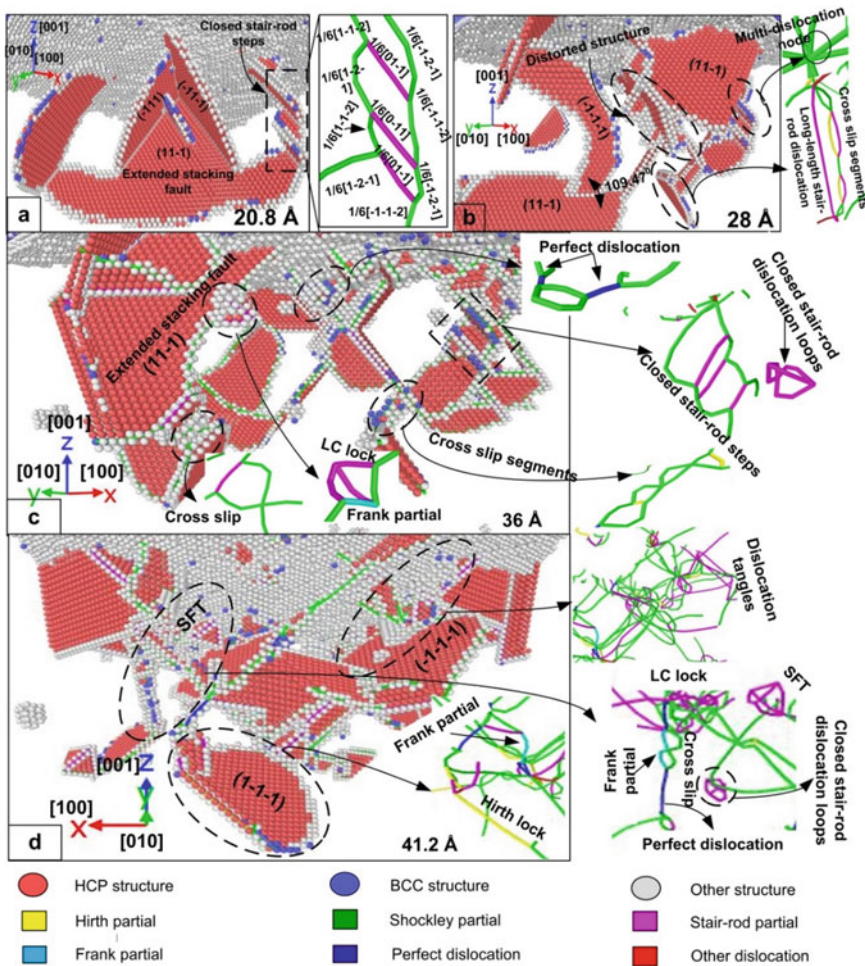 [001]
Z
[010]
[100]
Y
X
Closed stair-rod
steps
(-111)
(-11-1)
(11-1)
Extended stacking
fault
a
20.8 Å
1/6[1-1-2]
1/6[-1-2-1]
1/6[01-1]
1/6[1-2-
1]
1/6[-1-1-2]
1/6[1-1-2]
1/6[0-11]
1/6[01-1]
1/6[1-2-1]
1/6[-1-2-1]
1/6[-1-1-2]
b
[001]
Z
[010]
[100]
Y
X
Distorted structure
(-1-1-1)
(11-1)
Multi-dislocation
node
109.47°
(11-1)
28 Å
Long-length stair-
rod dislocation
Cross slip segments
Extended stacking fault
(11-1)
[001]
Z
[010]
[100]
Y
X
c
Cross slip
LC lock
Frank partial
Cross slip segments
36 Å
Perfect dislocation
Closed stair-rod steps
Closed stair-rod
dislocation loops
SFT
(-1-1-1)
(1-1-1)
[001]
Z
[100]
X
[010]
d
Frank partial
Hirth lock
41.2 Å
Dislocation
tangles
LC lock
SFT
Frank
partial
Cross slip
Closed stair-rod
dislocation loops
Perfect dislocation
HCP structure
BCC structure
Other structure
Hirth partial
Shockley partial
Stair-rod partial
Frank partial
Perfect dislocation
Other dislocation